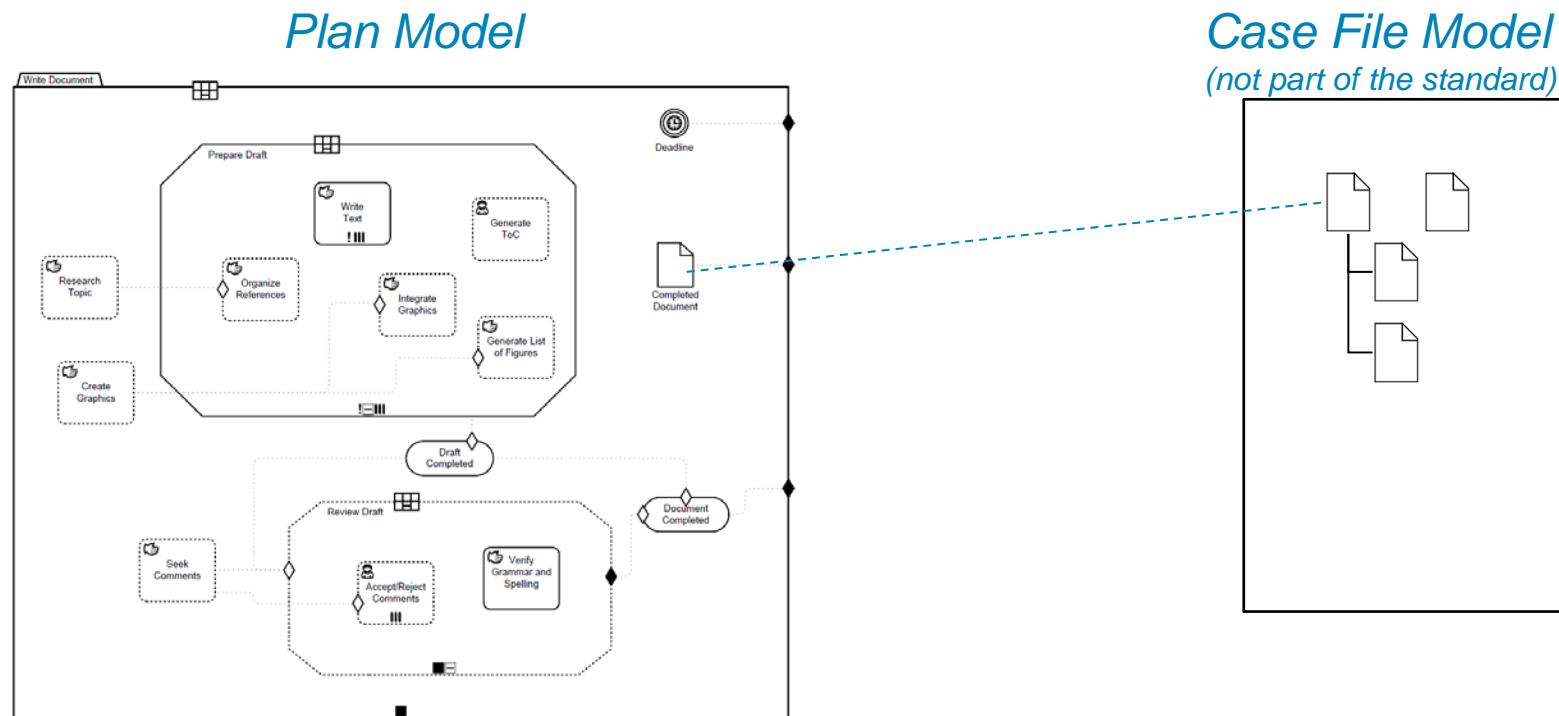 Plan Model
Case File Model
(not part of the standard)
Write Document
Deadline
Prepare Draft
Write
Text
Generate
ToC
Research
Topic
Organize
References
Integrate
Graphics
Completed
Document
Generate List
of Figures
Create
Graphics
Draft
Completed
Review Draft
Document
Completed
Seek
Comments
Accept/Reject
Comments
Verify
Grammar and
Spelling